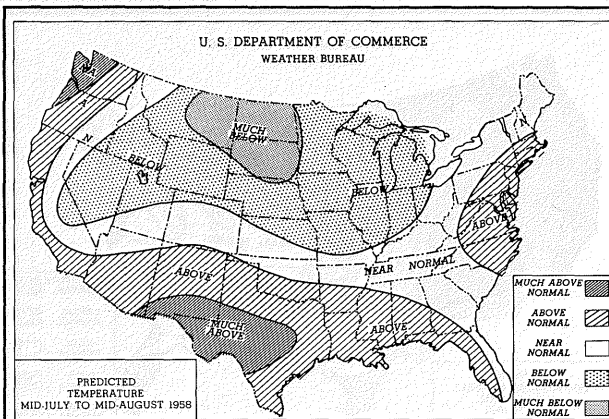 U. S. DEPARTMENT OF COMMERCE
WEATHER BUREAU
MA
A
N
BELOW
MUCH
BELOW
BELOW
N
ABOVE
NEAR NORMAL
ABOVE
MUCH
ABOVE
ABOVE
MUCH ABOVE
NORMAL
ABOVE
NORMAL
NEAR
NORMAL
BELOW
NORMAL
MUCH BELOW
NORMAL
PREDICTED
TEMPERATURE
MID-JULY TO MID-AUGUST 1958